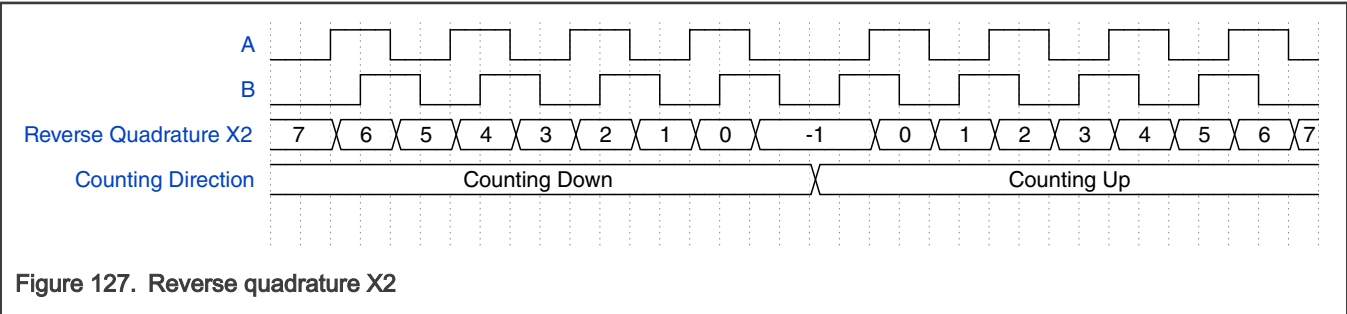 A
B
Reverse Quadrature X2 7 6 5 4 3 2 1 0 -1 0 1 2 3 4 5 6 7
Counting Direction Counting Down Counting Up
Figure 127. Reverse quadrature X2